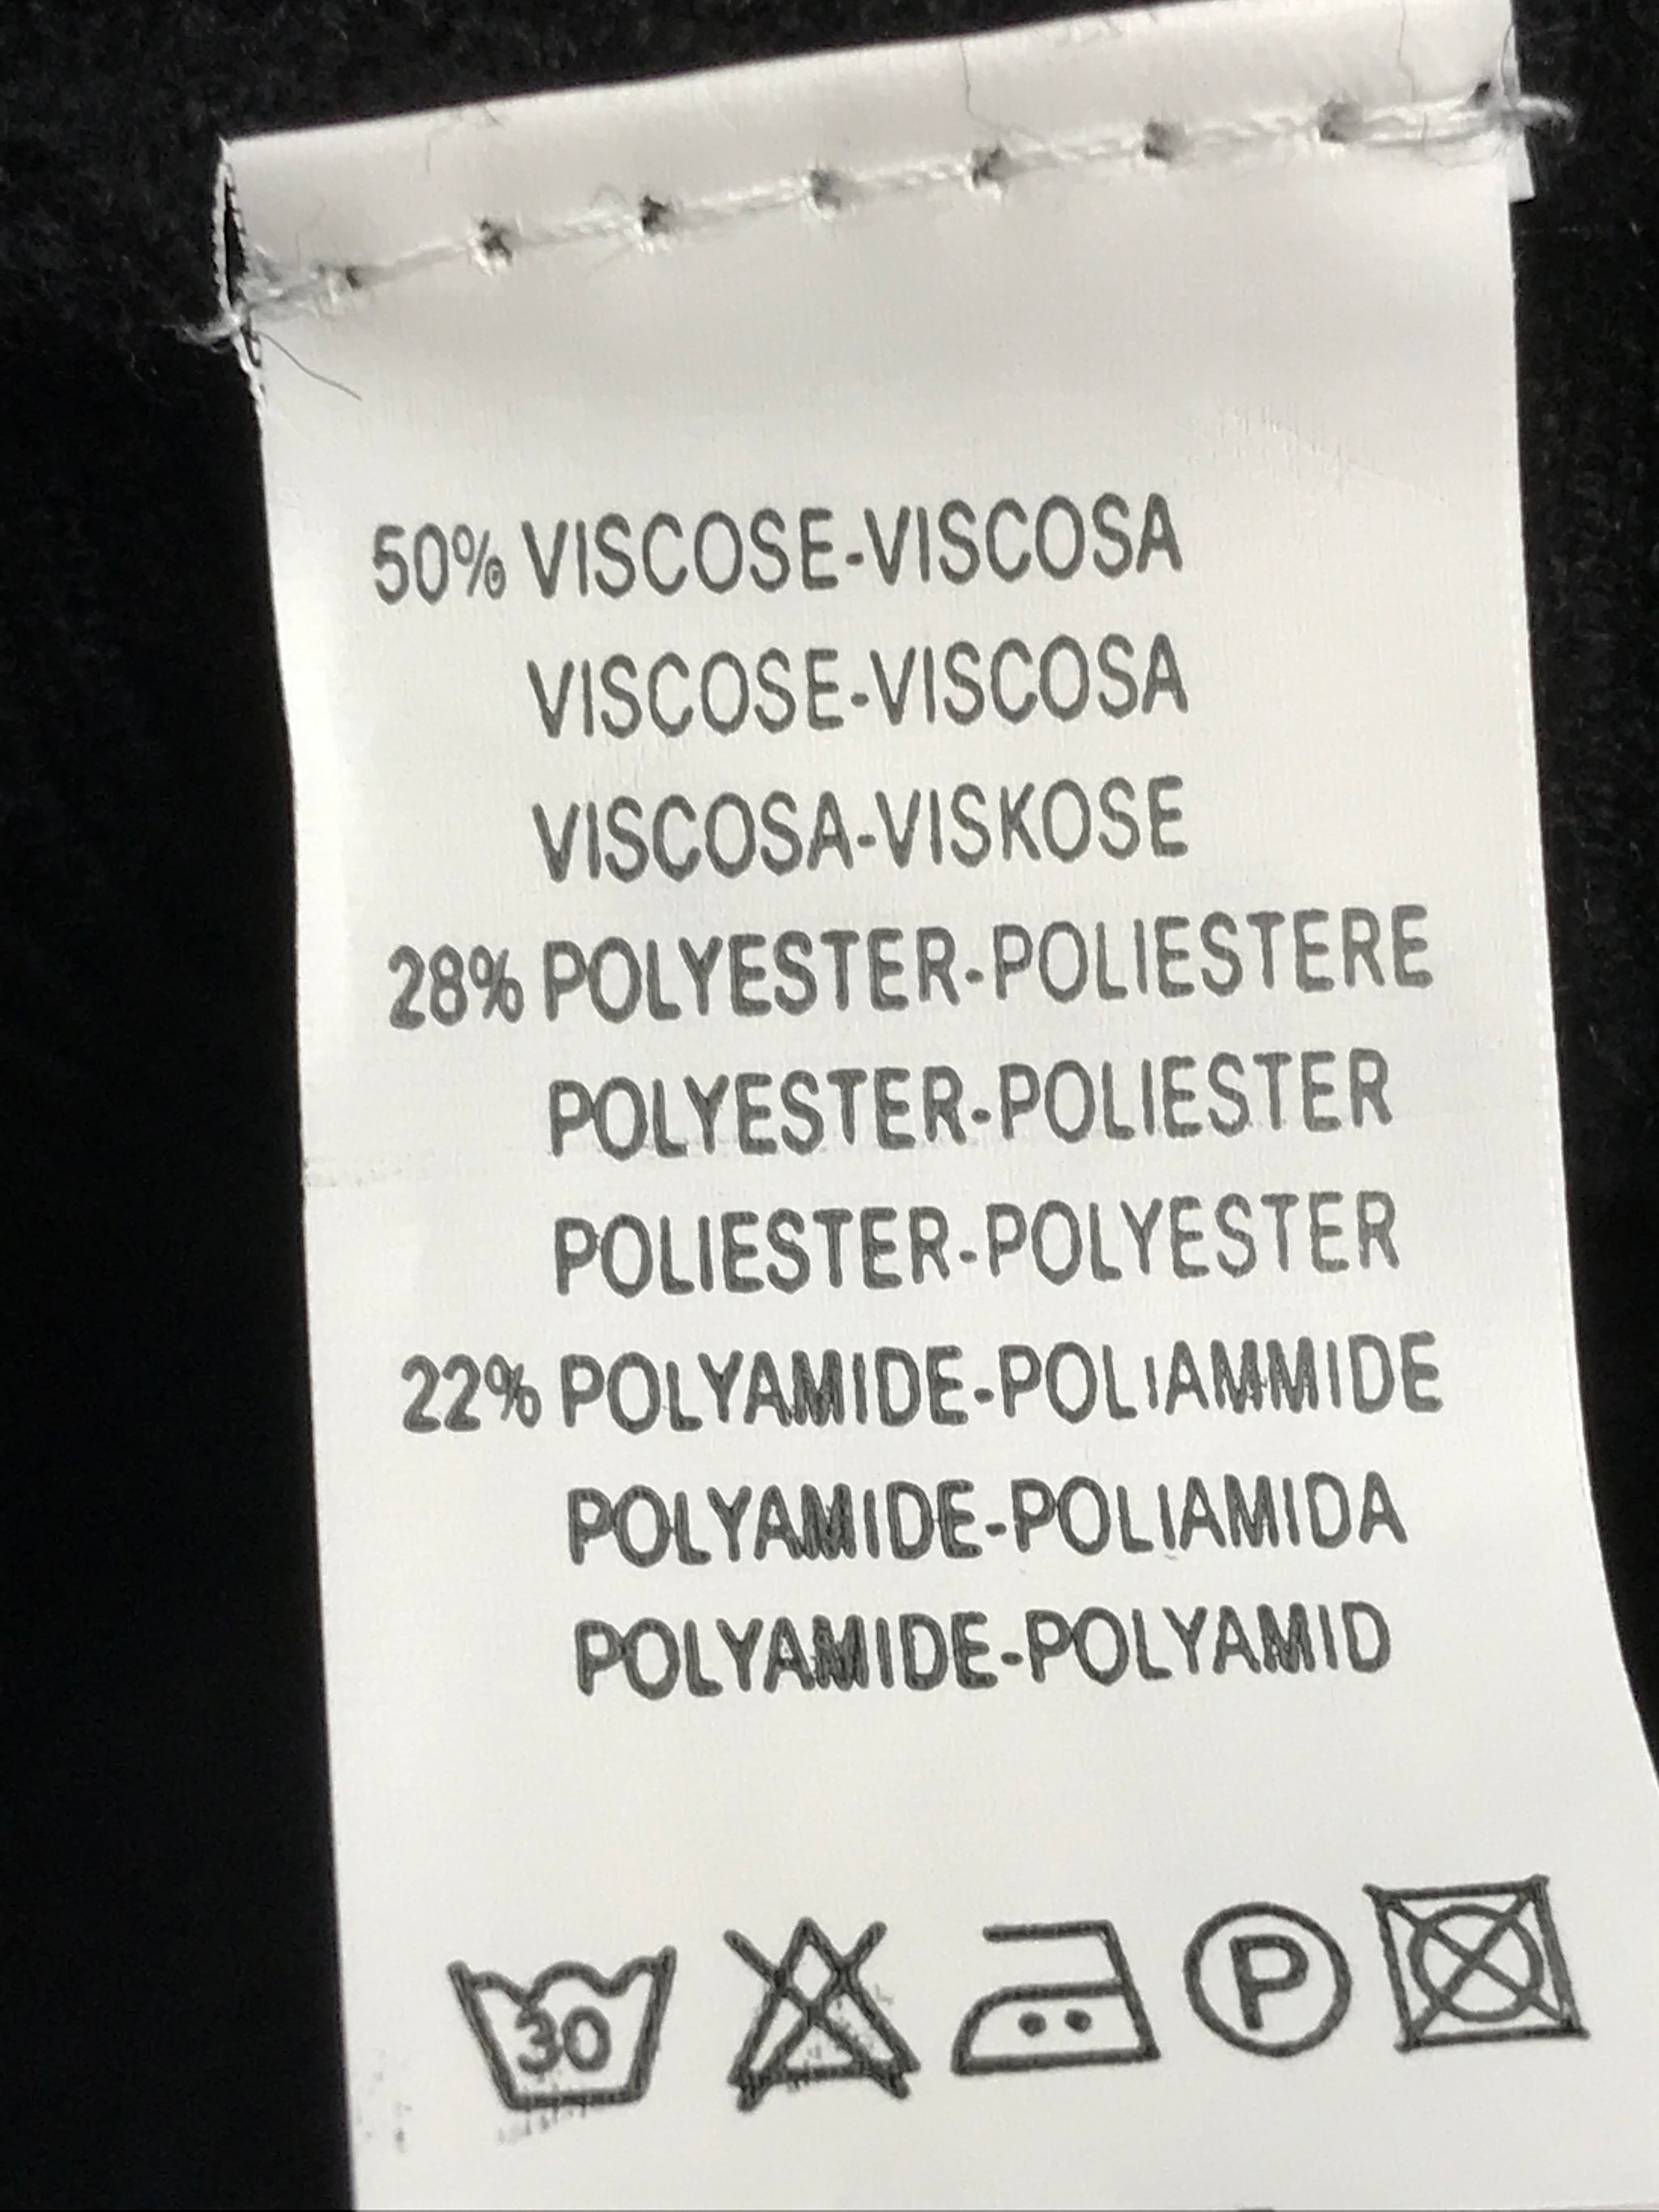 50% VISCOSE-VISCOSA
VISCOSE-VISCOSA
VISCOSA-VISKOSE
28% POLYESTER-POLIESTERE
POLYESTER-POLIESTER
POLIESTER-POLYESTER
22% POLYAMIDE-POLIAMMIDE
POLYAMIDE-POLIAMIDA
POLYAMIDE-POLYAMID
30 P